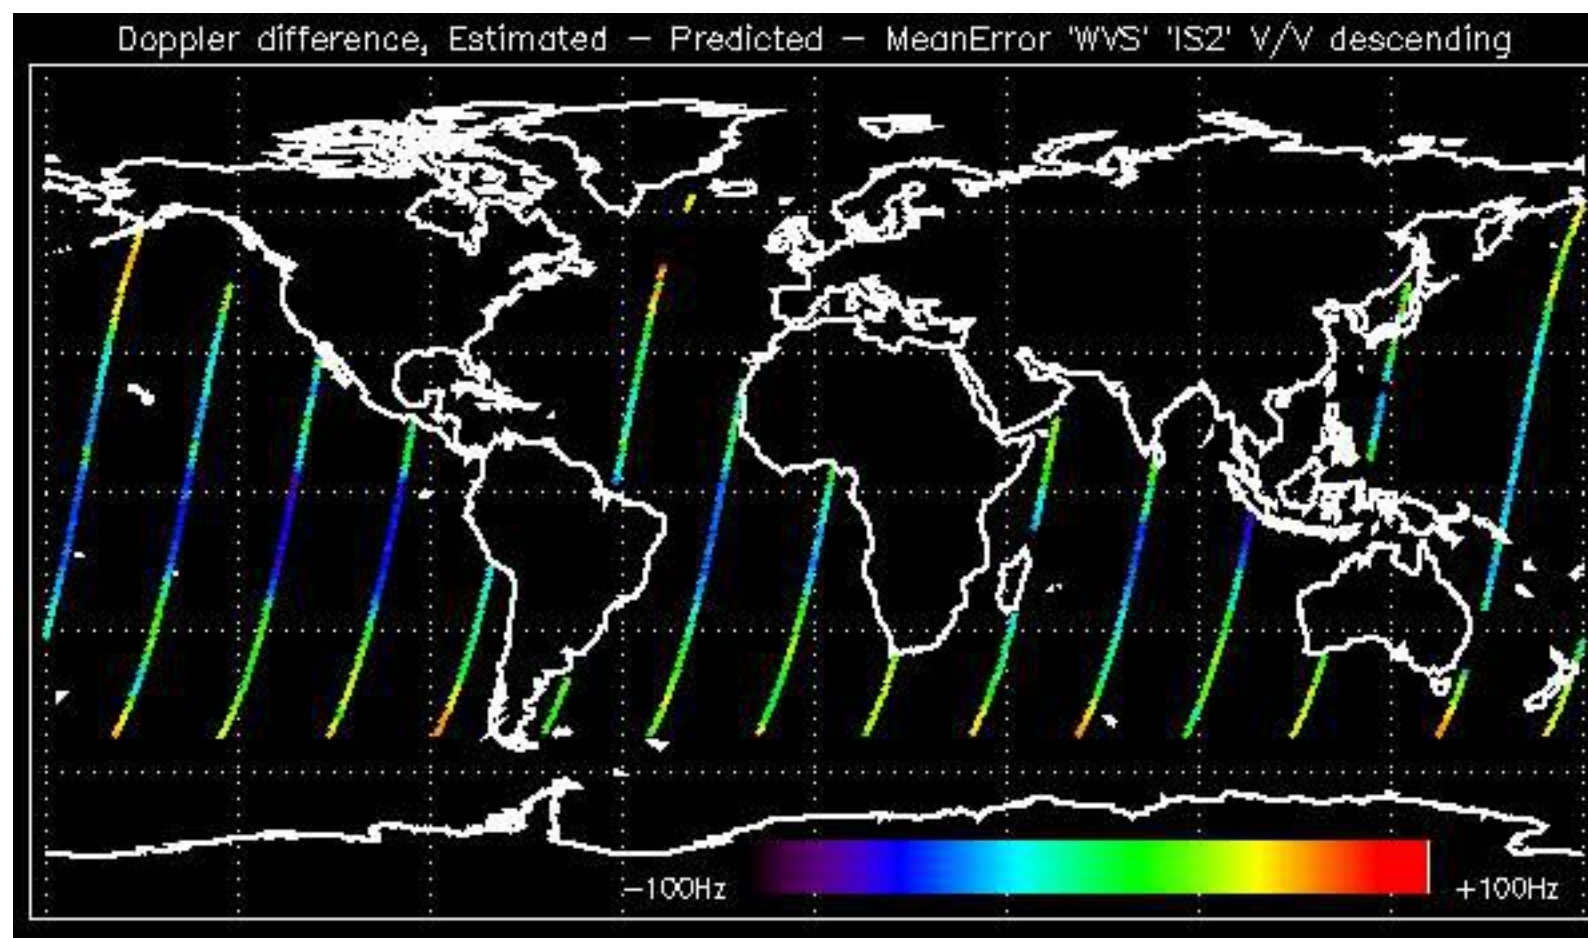 Doppler difference, Estimated – Predicted – MeanError 'WVS' 'IS2' V/V descending
−100Hz +100Hz